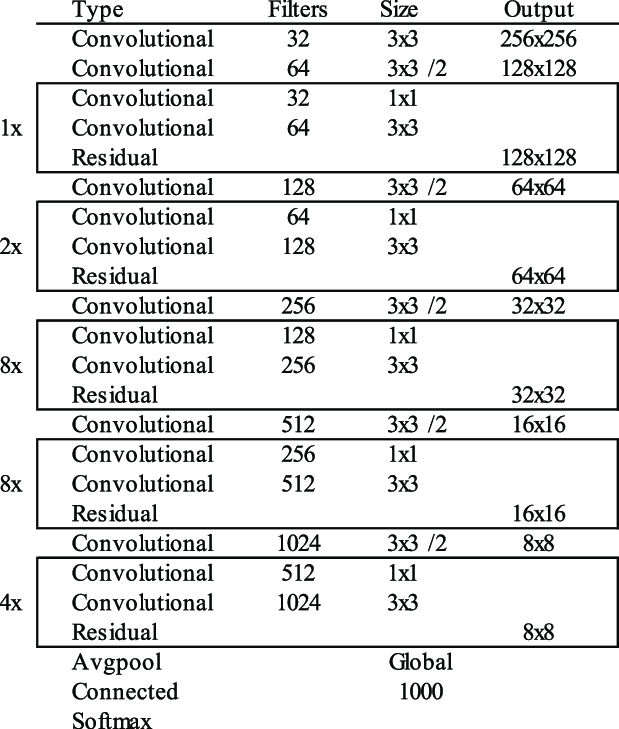 Type Filters Size Output
Convolutional 32 3x3 256x256
Convolutional 64 3x3 /2 128x128
Convolutional 32 1x1
1x Convolutional 64 3x3
Residual 128x128
Convolutional 128 3x3 /2 64x64
Convolutional 64 1x1
2x Convolutional 128 3x3
Residual 64x64
Convolutional 256 3x3 /2 32x32
Convolutional 128 1x1
8x Convolutional 256 3x3
Residual 32x32
Convolutional 512 3x3 /2 16x16
Convolutional 256 1x1
8x Convolutional 512 3x3
Residual 16x16
Convolutional 1024 3x3 /2 8x8
Convolutional 512 1x1
4x Convolutional 1024 3x3
Residual 8x8
Avgpool Global
Connected 1000
Softmax